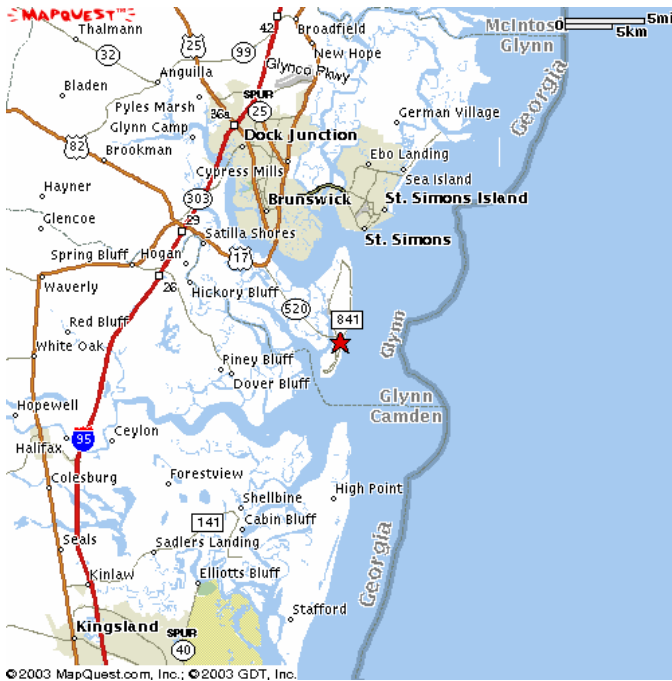 MAPQUEST™
42
Broadfield
McIntosh
Glynn
0 5mi
5km
Thalmann
25
99
New Hope
32
Anguilla
Glynco Pkwy
Georgia
Bladen
SPUR
25
Pyles Marsh
36a
German Village
Glynn Camp
Dock Junction
82
Brookman
Ebo Landing
Cypress Mills
Sea Island
Hayner
303
Brunswick
St. Simons Island
Glencoe
29
Satilla Shores
St. Simons
Spring Bluff
Hogan
17
Waverly
26
Hickory Bluff
520
841
Red Bluff
Glynn
White Oak
Piney Bluff
Dover Bluff
Glynn
Camden
Hopewell
95
Ceylon
Halifax
Colesburg
Forestview
High Point
Shellbine
141
Cabin Bluff
Seals
Sadlers Landing
Georgia
Kinlaw
Elliotts Bluff
Stafford
Kingsland
SPUR
40
©2003 MapQuest.com, Inc.; ©2003 GDT, Inc.